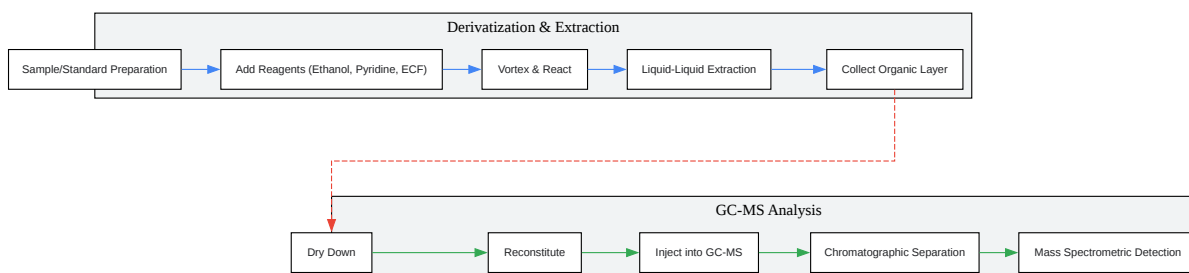 Derivatization & Extraction
Sample/Standard Preparation
Add Reagents (Ethanol, Pyridine, ECF)
Vortex & React
Liquid-Liquid Extraction
Collect Organic Layer
GC-MS Analysis
Dry Down
Reconstitute
Inject into GC-MS
Chromatographic Separation
Mass Spectrometric Detection